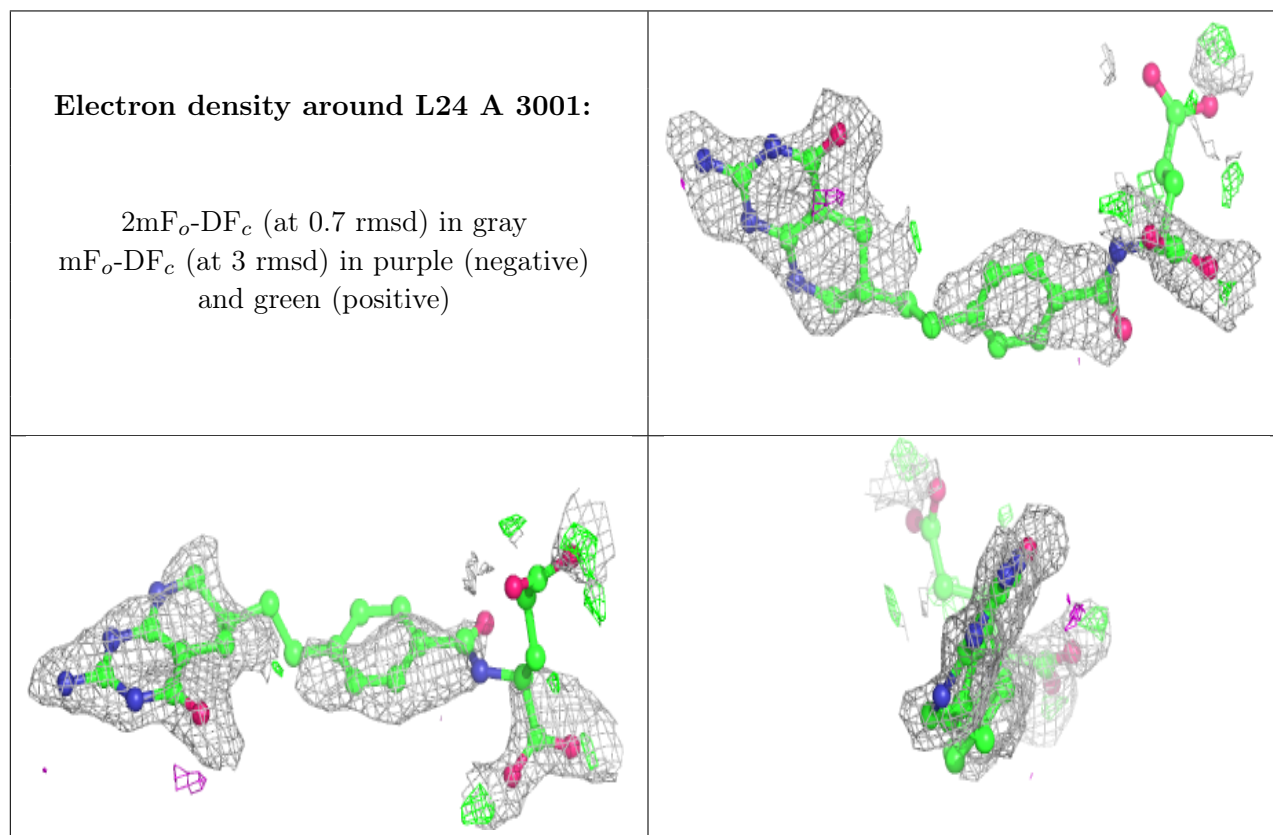 Electron density around L24 A 3001:
2mFₒ-DF𝒸 (at 0.7 rmsd) in gray
mFₒ-DF𝒸 (at 3 rmsd) in purple (negative)
and green (positive)